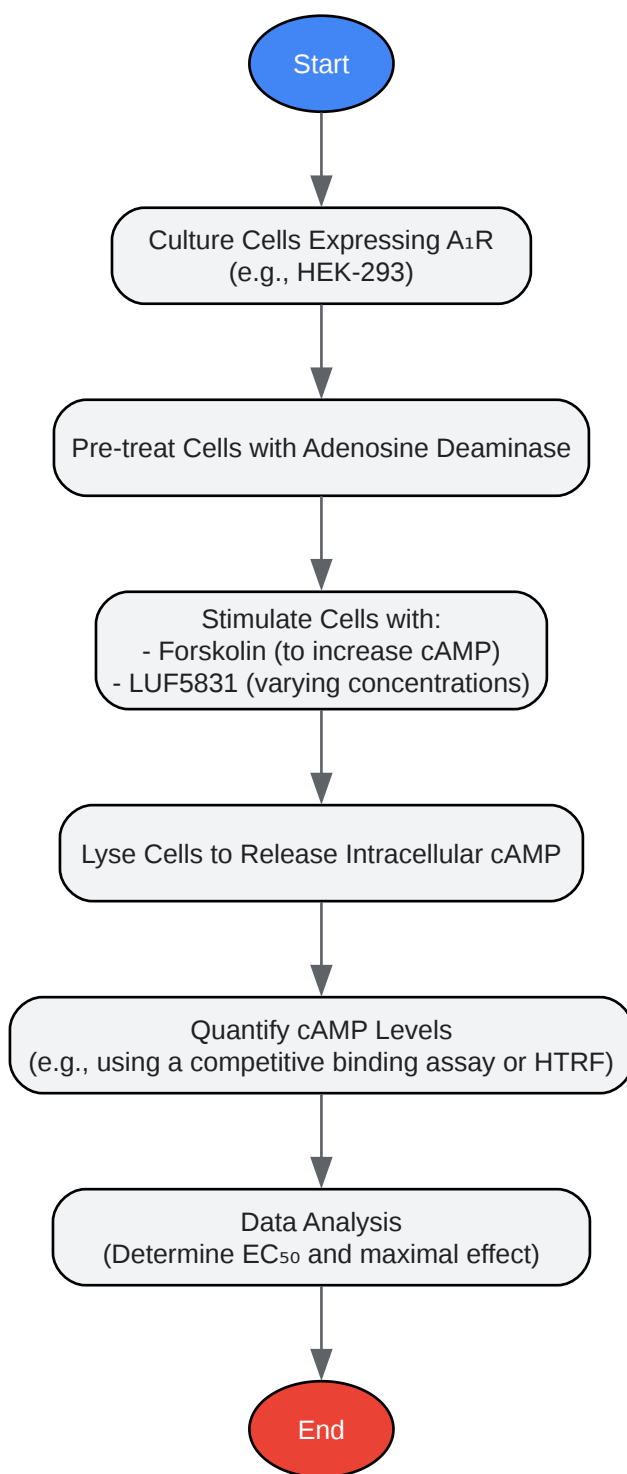 Start
Culture Cells Expressing A₁R
(e.g., HEK-293)
Pre-treat Cells with Adenosine Deaminase
Stimulate Cells with:
- Forskolin (to increase cAMP)
- LUF5831 (varying concentrations)
Lyse Cells to Release Intracellular cAMP
Quantify cAMP Levels
(e.g., using a competitive binding assay or HTRF)
Data Analysis
(Determine EC₅₀ and maximal effect)
End